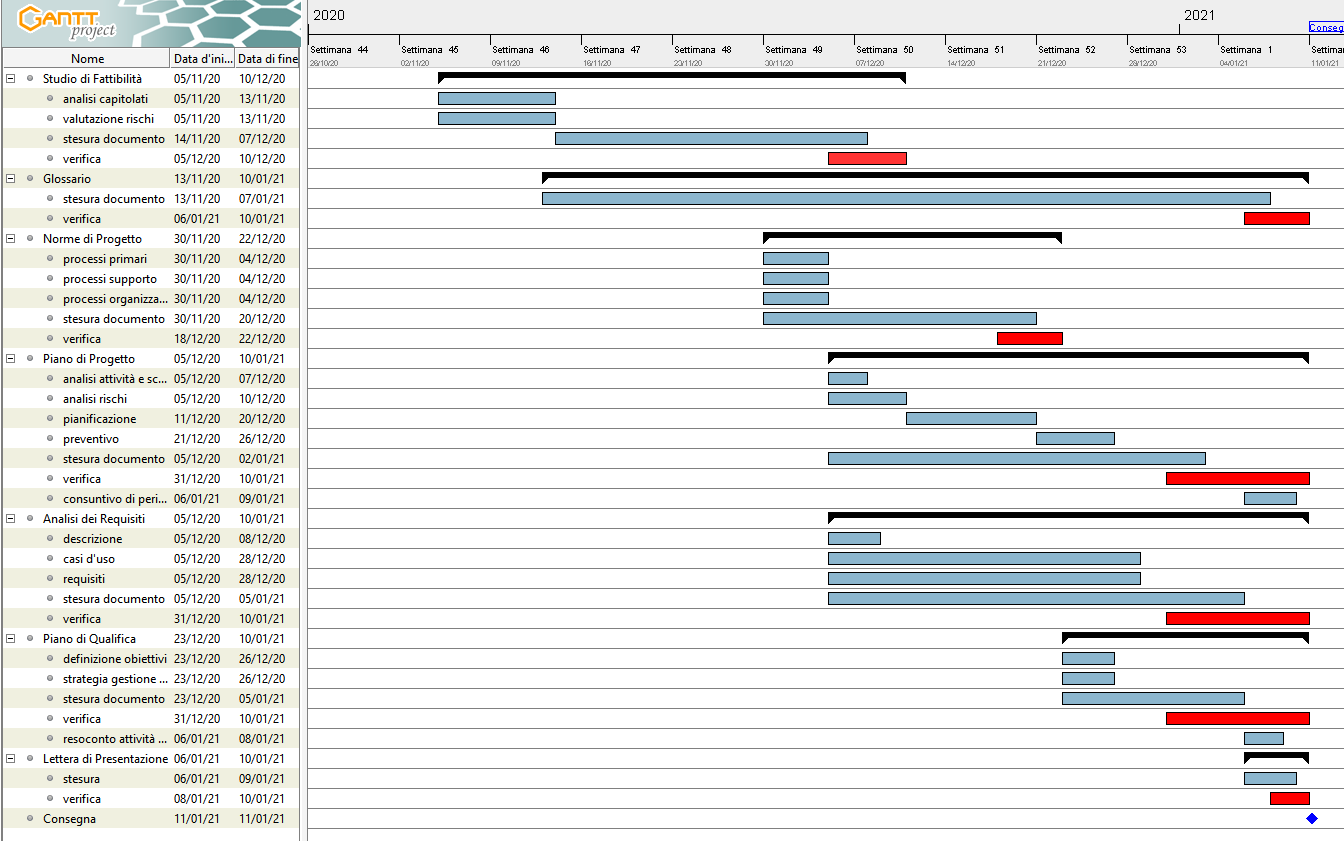 GANTT
project
2020
2021
Conseg
Settimana 44
Settimana 45
Settimana 46
Settimana 47
Settimana 48
Settimana 49
Settimana 50
Settimana 51
Settimana 52
Settimana 53
Settimana 1
Settimar
26/10/20
02/11/20
09/11/20
16/11/20
23/11/20
30/11/20
07/12/20
14/12/20
21/12/20
28/12/20
04/01/21
11/01/21
Nome Data d'ini... Data di fine
Studio di Fattibilità 05/11/20 10/12/20
analisi capitolati 05/11/20 13/11/20
valutazione rischi 05/11/20 13/11/20
stesura documento 14/11/20 07/12/20
verifica 05/12/20 10/12/20
Glossario 13/11/20 10/01/21
stesura documento 13/11/20 07/01/21
verifica 06/01/21 10/01/21
Norme di Progetto 30/11/20 22/12/20
processi primari 30/11/20 04/12/20
processi supporto 30/11/20 04/12/20
processi organizza... 30/11/20 04/12/20
stesura documento 30/11/20 20/12/20
verifica 18/12/20 22/12/20
Piano di Progetto 05/12/20 10/01/21
analisi attività e sc... 05/12/20 07/12/20
analisi rischi 05/12/20 10/12/20
pianificazione 11/12/20 20/12/20
preventivo 21/12/20 26/12/20
stesura documento 05/12/20 02/01/21
verifica 31/12/20 10/01/21
consuntivo di peri... 06/01/21 09/01/21
Analisi dei Requisiti 05/12/20 10/01/21
descrizione 05/12/20 08/12/20
casi d'uso 05/12/20 28/12/20
requisiti 05/12/20 28/12/20
stesura documento 05/12/20 05/01/21
verifica 31/12/20 10/01/21
Piano di Qualifica 23/12/20 10/01/21
definizione obiettivi 23/12/20 26/12/20
strategia gestione ... 23/12/20 26/12/20
stesura documento 23/12/20 05/01/21
verifica 31/12/20 10/01/21
resoconto attività ... 06/01/21 08/01/21
Lettera di Presentazione 06/01/21 10/01/21
stesura 06/01/21 09/01/21
verifica 08/01/21 10/01/21
Consegna 11/01/21 11/01/21